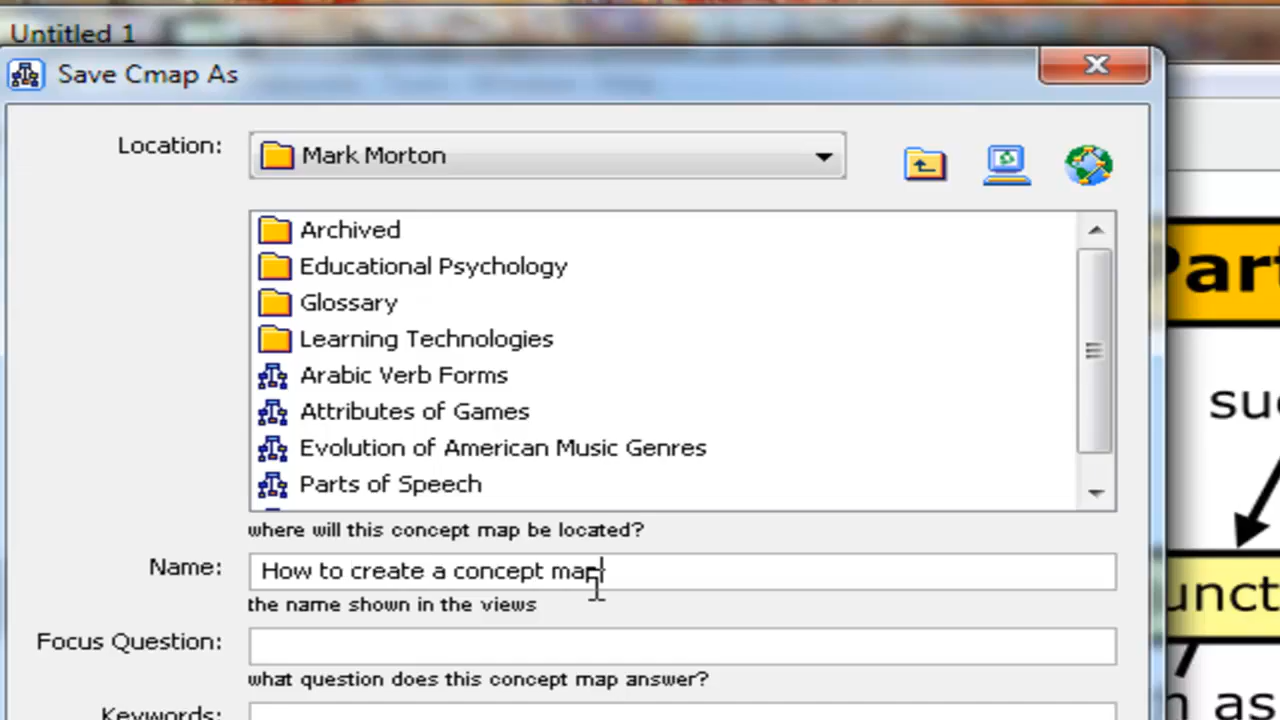 Untitled 1
Save Cmap As
Location: Mark Morton
Archived
Educational Psychology
Glossary
Learning Technologies
Arabic Verb Forms
Attributes of Games
Evolution of American Music Genres
Parts of Speech
where will this concept map be located?
Name: How to create a concept map
the name shown in the views
Focus Question:
what question does this concept map answer?
Keywords:
Part
suc
unct
as